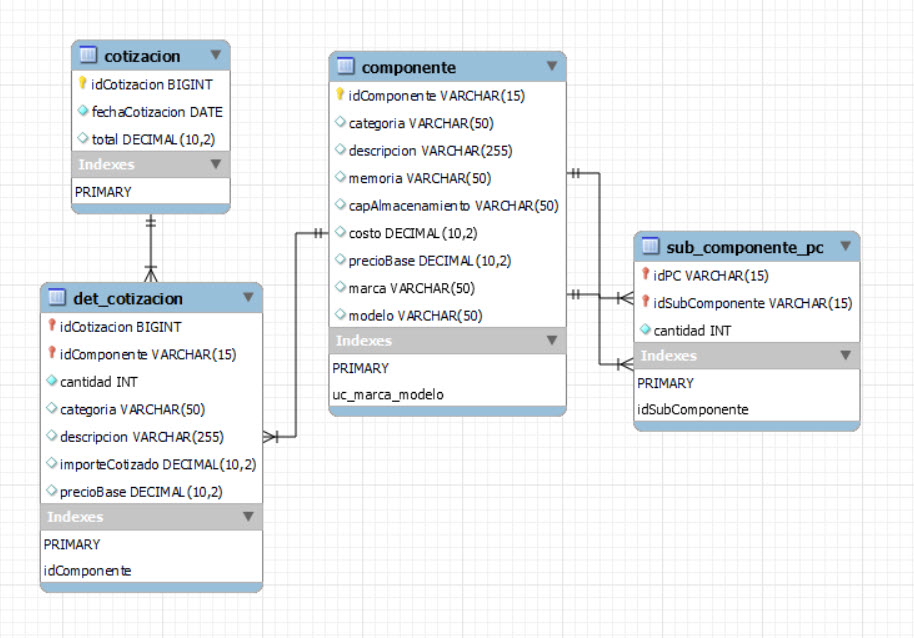 cotizacion
idCotizacion BIGINT
fechaCotizacion DATE
total DECIMAL(10,2)
Indexes
PRIMARY
det_cotizacion
idCotizacion BIGINT
idComponente VARCHAR(15)
cantidad INT
categoria VARCHAR(50)
descripcion VARCHAR(255)
importeCotizado DECIMAL(10,2)
precioBase DECIMAL(10,2)
Indexes
PRIMARY
idComponente
componente
idComponente VARCHAR(15)
categoria VARCHAR(50)
descripcion VARCHAR(255)
memoria VARCHAR(50)
capAlmacenamiento VARCHAR(50)
costo DECIMAL(10,2)
precioBase DECIMAL(10,2)
marca VARCHAR(50)
modelo VARCHAR(50)
Indexes
PRIMARY
uc_marca_modelo
sub_componente_pc
idPC VARCHAR(15)
idSubComponente VARCHAR(15)
cantidad INT
Indexes
PRIMARY
idSubComponente